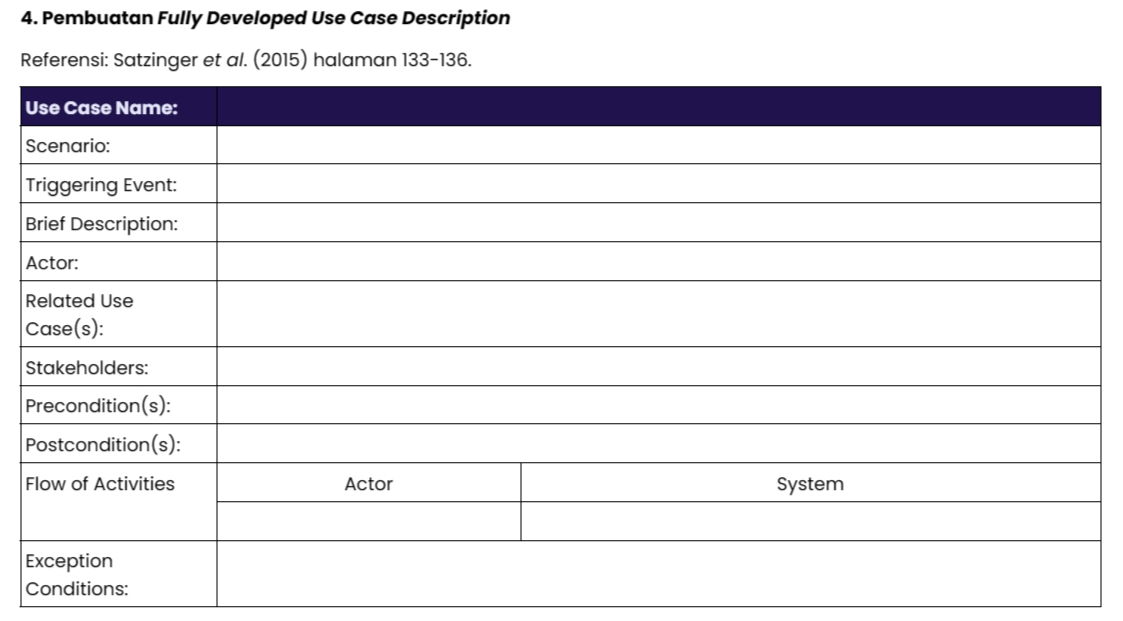 4. Pembuatan Fully Developed Use Case Description
Referensi: Satzinger et al. (2015) halaman 133-136.
Use Case Name:
Scenario:
Triggering Event:
Brief Description:
Actor:
Related Use
Case(s):
Stakeholders:
Precondition(s):
Postcondition(s):
Flow of Activities
Actor
System
Exception
Conditions: